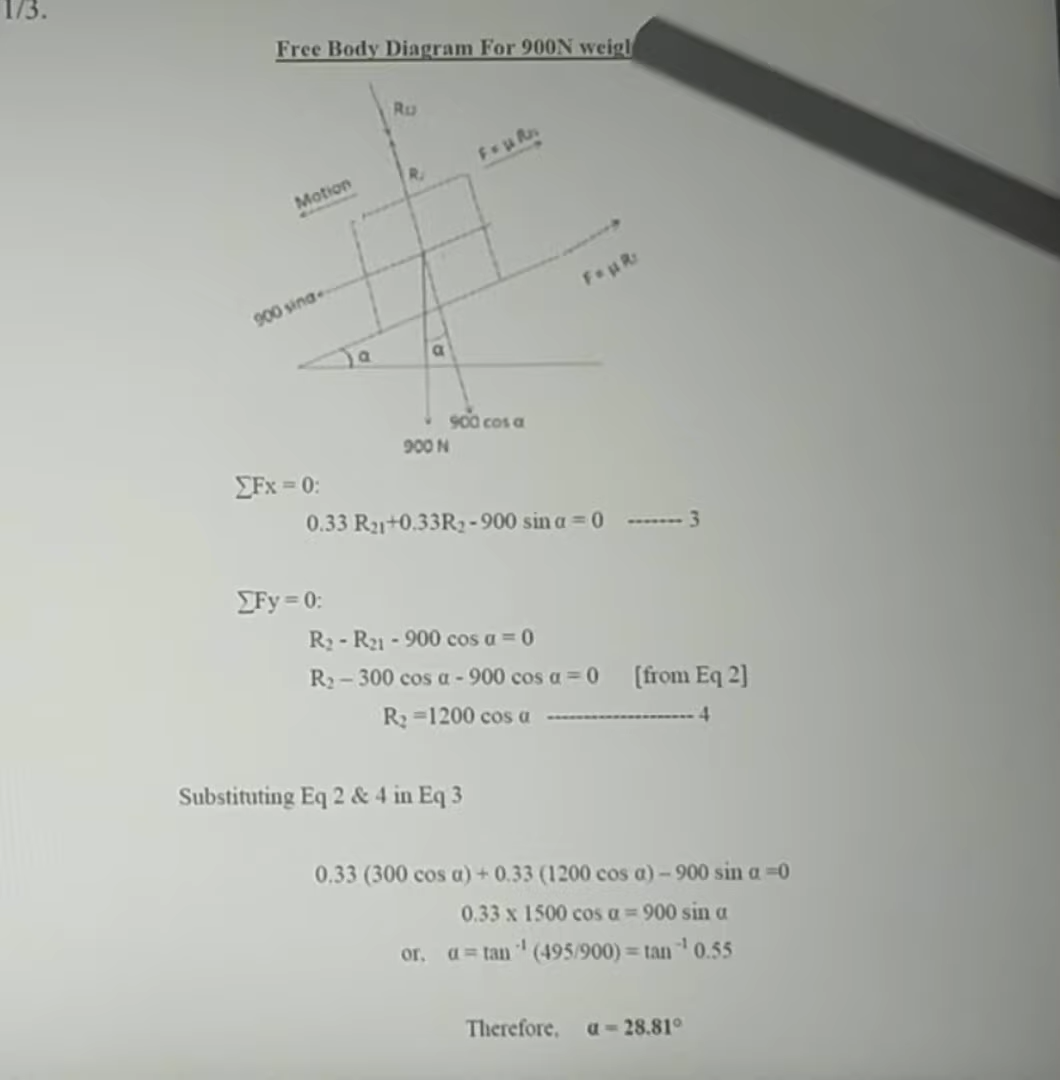 1/3.
Free Body Diagram For 900N
R₂₁
F = μ R₂₁
R₂
Motion
F = μ R₂
900 sinα
α
α
900 cos α
900 N
∑Fx = 0:
0.33 R₂₁+0.33R₂ - 900 sin α = 0 ------- 3
∑Fy = 0:
R₂ - R₂₁ - 900 cos α = 0
R₂ – 300 cos α - 900 cos α = 0 [from Eq 2]
R₂ =1200 cos α --------------------- 4
Substituting Eq 2 & 4 in Eq 3
0.33 (300 cos α) + 0.33 (1200 cos α) – 900 sin α =0
0.33 x 1500 cos α = 900 sin α
or, α = tan ⁻¹ (495/900) = tan ⁻¹ 0.55
Therefore, α = 28.81°